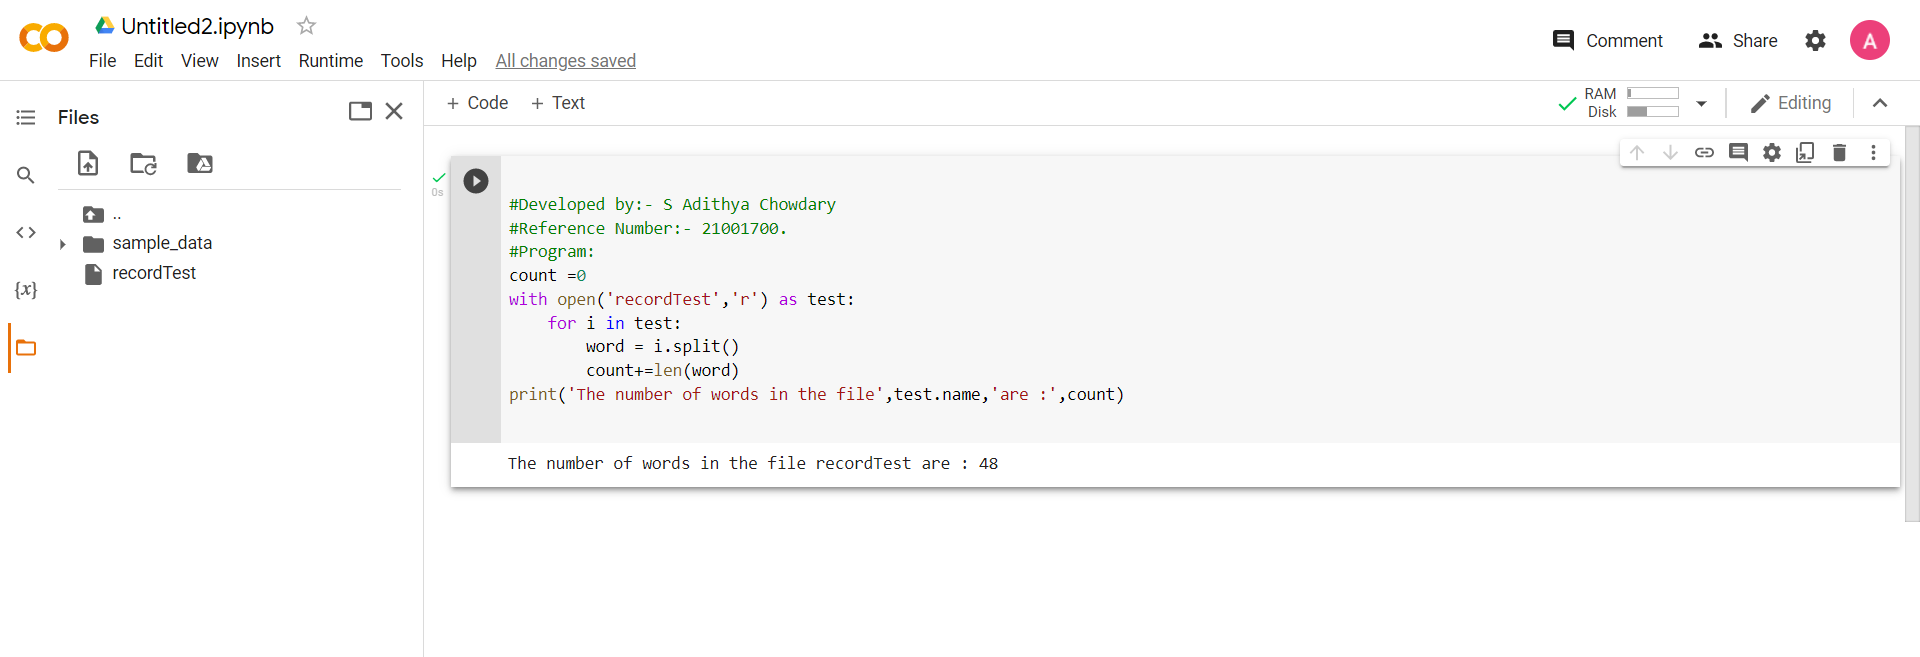 Untitled2.ipynb
File Edit View Insert Runtime Tools Help All changes saved
Comment Share A
Files
+ Code + Text
RAM
Disk
Editing
..
sample_data
recordTest
{x}
0s
#Developed by:- S Adithya Chowdary
#Reference Number:- 21001700.
#Program:
count =0
with open('recordTest','r') as test:
    for i in test:
        word = i.split()
        count+=len(word)
print('The number of words in the file',test.name,'are :',count)
The number of words in the file recordTest are : 48